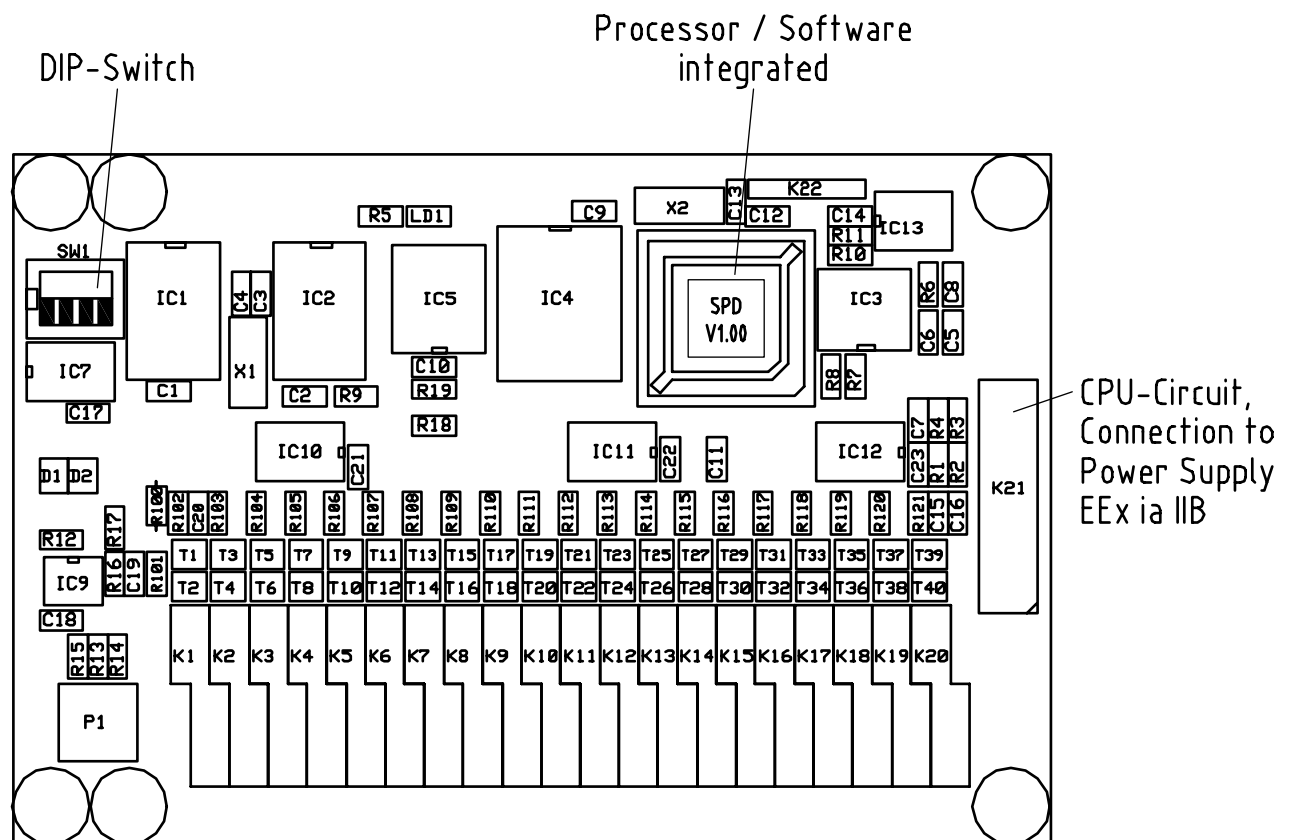 Processor / Software
integrated
DIP-Switch
K22
C13
X2
C9
C12
C14
R5 LD1
R11
IC13
R10
SW1
IC1
C4
C3
IC2
IC5
IC4
SPD
V1.00
IC3
R6
C8
C6
C5
IC7
X1
C10
R8
R7
C1
C2
R9
R19
C17
R18
CPU-Circuit,
Connection to
Power Supply
EEx ia IIB
C7
R4
R3
IC10
C21
IC11
C22
C11
IC12
C23
R1
R2
D1 D2
K21
R100
R102
C20
R103
R104
R105
R106
R107
R108
R109
R110
R111
R112
R113
R114
R115
R116
R117
R118
R119
R120
R121
C15
C16
R17
R12
T1 T3 T5 T7 T9 T11 T13 T15 T17 T19 T21 T23 T25 T27 T29 T31 T33 T35 T37 T39
IC9
R16
C19
R101
T2 T4 T6 T8 T10 T12 T14 T16 T18 T20 T22 T24 T26 T28 T30 T32 T34 T36 T38 T40
C18
R15
R13
R14
K1 K2 K3 K4 K5 K6 K7 K8 K9 K10 K11 K12 K13 K14 K15 K16 K17 K18 K19 K20
P1